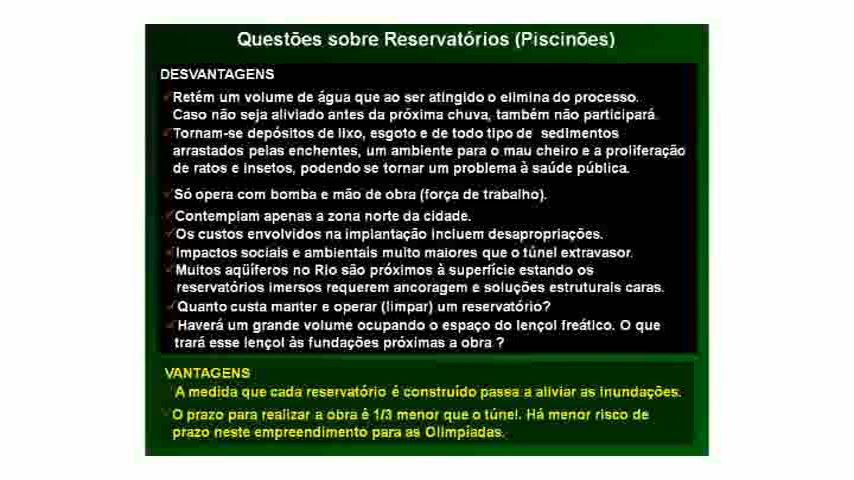 Questões sobre Reservatórios (Piscinões)
DESVANTAGENS
Retém um volume de água que ao ser atingido o elimina do processo.
Caso não seja aliviado antes da próxima chuva, também não participará.
Tornam-se depósitos de lixo, esgoto e de todo tipo de sedimentos
arrastados pelas enchentes, um ambiente para o mau cheiro e a proliferação
de ratos e insetos, podendo se tornar um problema à saúde pública.
Só opera com bomba e mão de obra (força de trabalho).
Contemplam apenas a zona norte da cidade.
Os custos envolvidos na implantação incluem desapropriações.
Impactos sociais e ambientais muito maiores que o túnel extravasor.
Muitos aqüíferos no Rio são próximos à superfície estando os
reservatórios imersos requerem ancoragem e soluções estruturais caras.
Quanto custa manter e operar (limpar) um reservatório?
Haverá um grande volume ocupando o espaço do lençol freático. O que
trará esse lençol às fundações próximas a obra ?
VANTAGENS
A medida que cada reservatório é construído passa a aliviar as inundações.
O prazo para realizar a obra é 1/3 menor que o túnel. Há menor risco de
prazo neste empreendimento para as Olimpíadas.